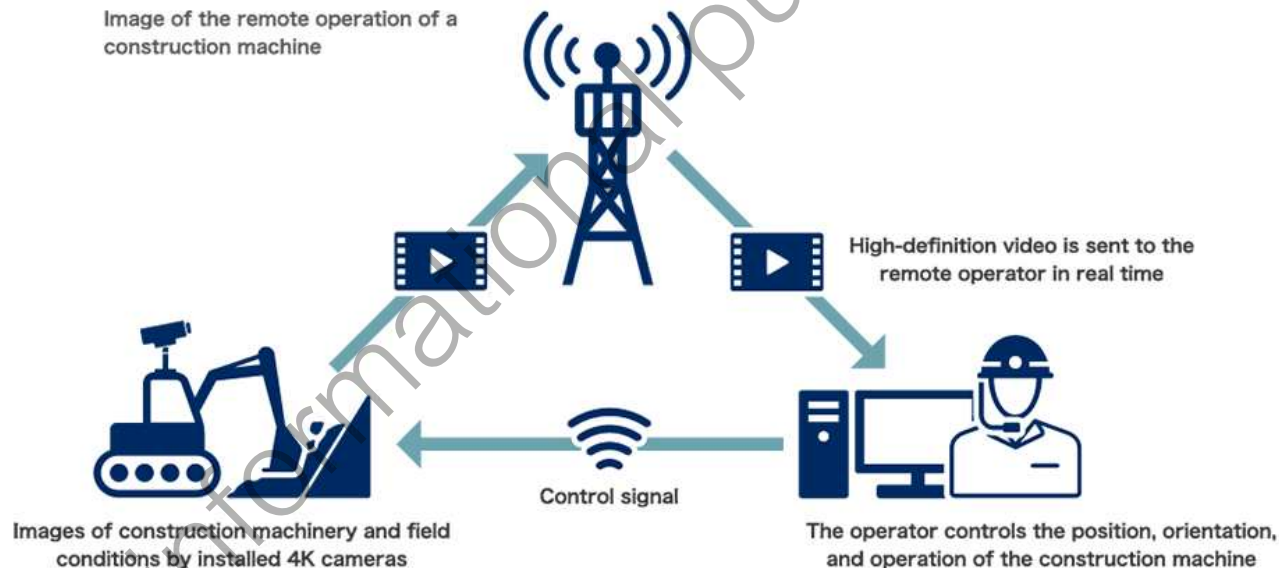 Image of the remote operation of a
construction machine
High-definition video is sent to the
remote operator in real time
Control signal
Images of construction machinery and field
conditions by installed 4K cameras
The operator controls the position, orientation,
and operation of the construction machine
informational